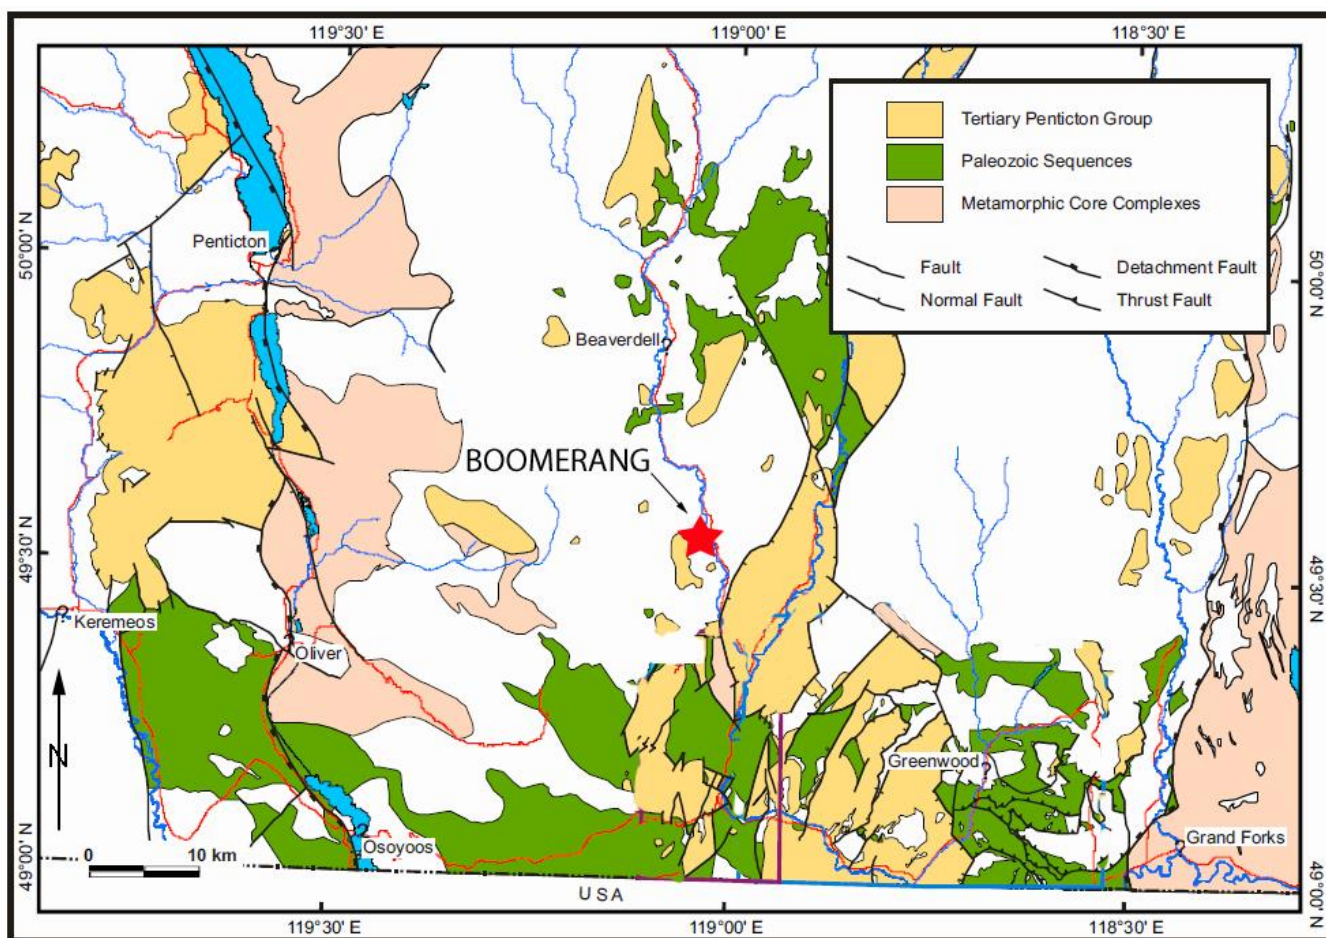 119°30' E
119°00' E
118°30' E
Tertiary Penticton Group
Paleozoic Sequences
Metamorphic Core Complexes
Fault
Detachment Fault
Normal Fault
Thrust Fault
50°00' N
50°00' N
Penticton
Beaverdell
BOOMERANG
49°30' N
49°30' N
Keremeos
Oliver
N
Greenwood
Grand Forks
Osoyoos
0 10 km
49°00' N
49°00' N
USA
119°30' E
119°00' E
118°30' E